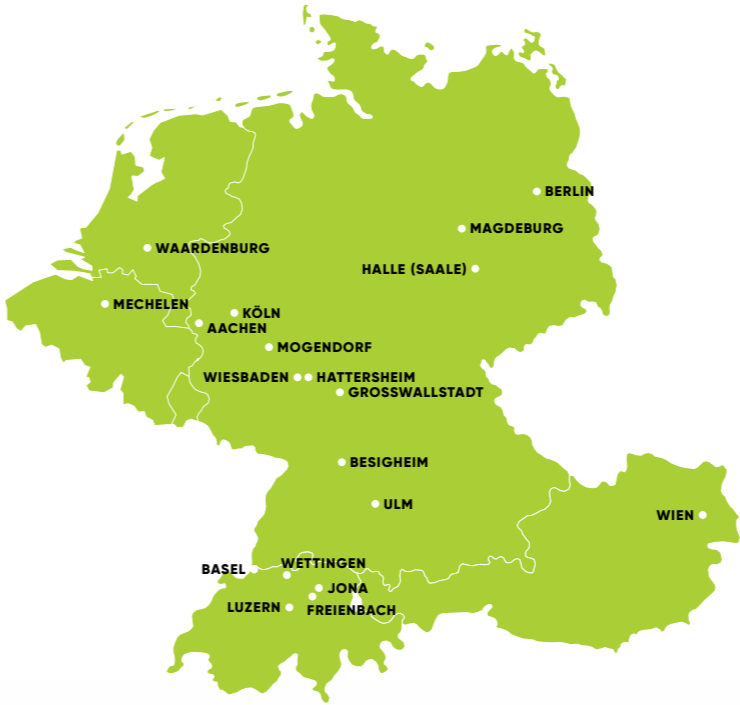 BERLIN
MAGDEBURG
WAARDENBURG
HALLE (SAALE)
MECHELEN
KÖLN
AACHEN
MOGENDORF
WIESBADEN
HATTERSHEIM
GROSSWALLSTADT
BESIGHEIM
ULM
WIEN
WETTINGEN
BASEL
JONA
LUZERN
FREIENBACH